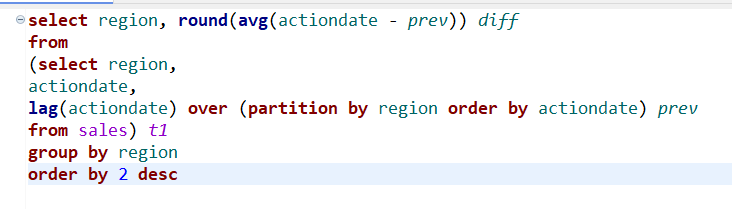 select region, round(avg(actiondate - prev)) diff
from
(select region,
actiondate,
lag(actiondate) over (partition by region order by actiondate) prev
from sales) t1
group by region
order by 2 desc